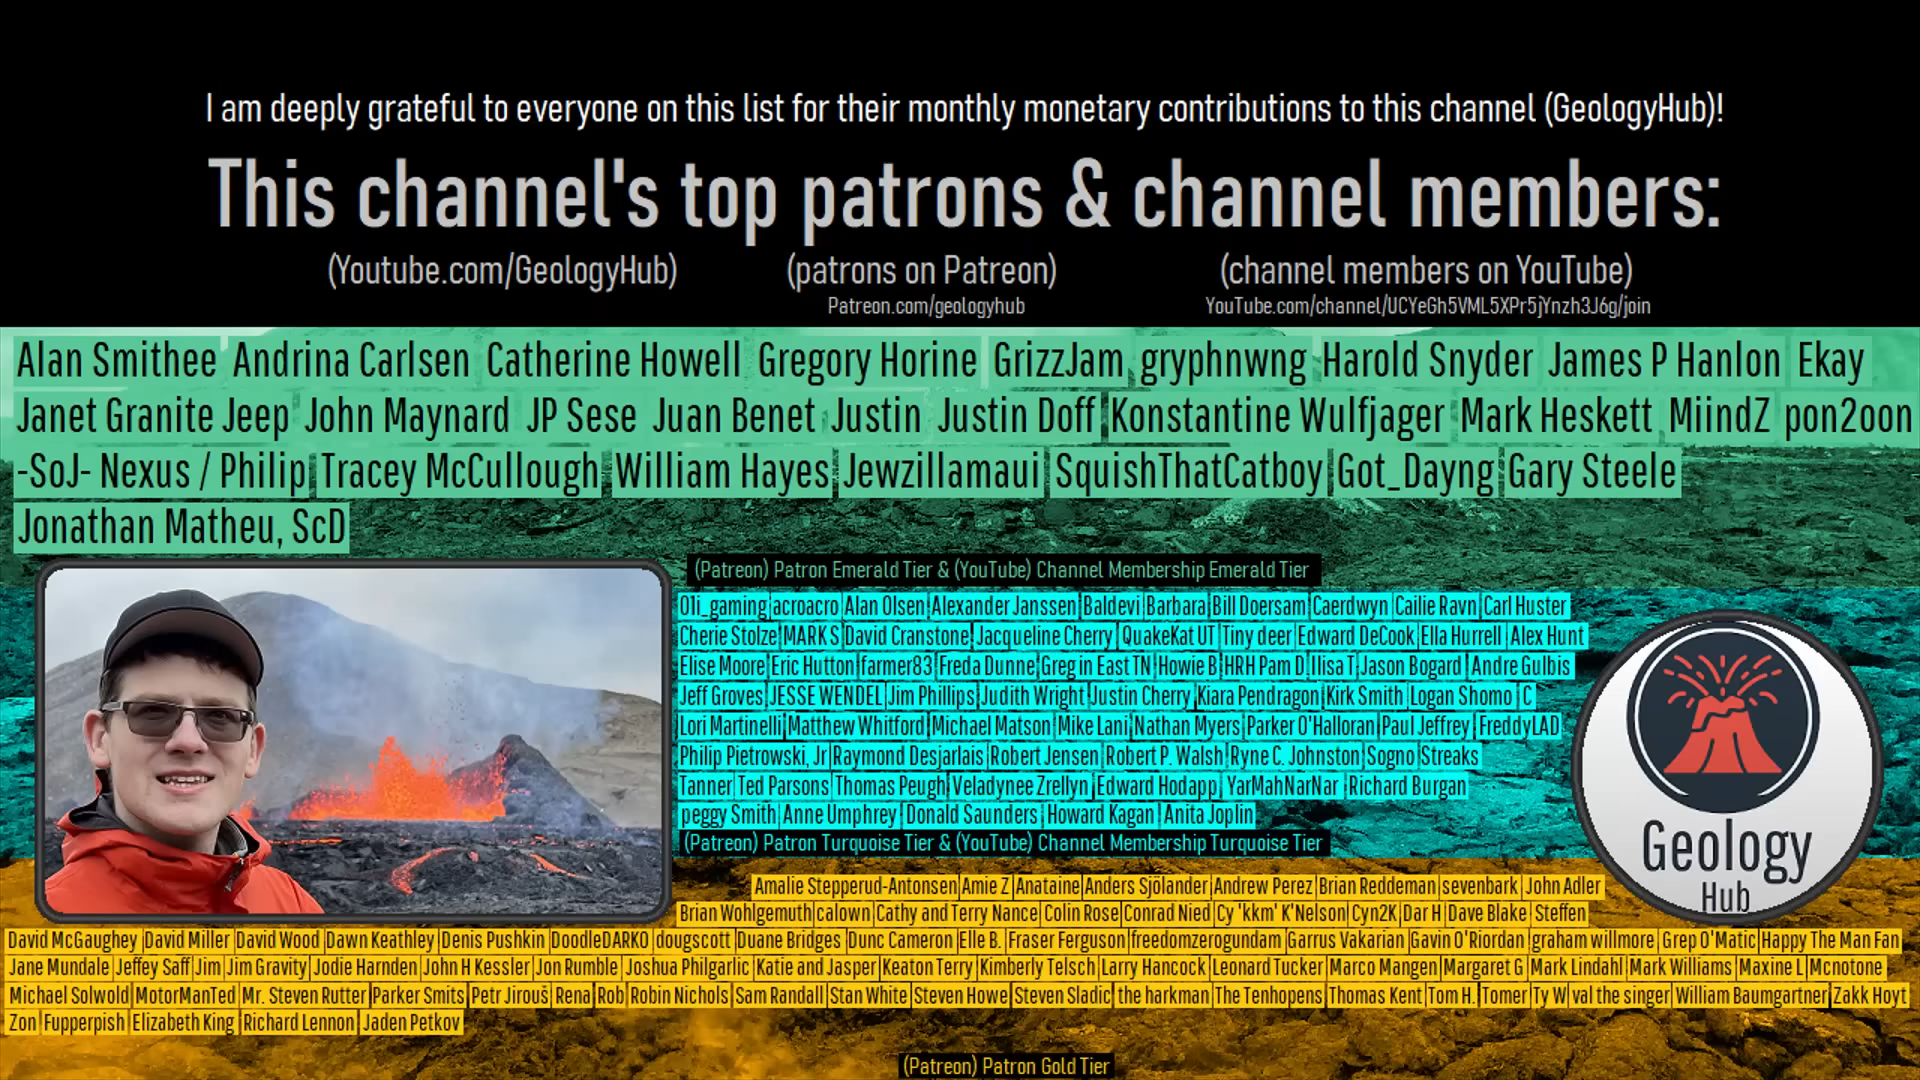 I am deeply grateful to everyone on this list for their monthly monetary contributions to this channel (GeologyHub)!
This channel's top patrons & channel members:
(Youtube.com/GeologyHub) (patrons on Patreon) (channel members on YouTube)
Patreon.com/geologyhub YouTube.com/channel/UCYeGh5VML5XPr5jYnzh3J6g/join
Alan Smithee Andrina Carlsen Catherine Howell Gregory Horine GrizzJam gryphnwng Harold Snyder James P Hanlon Ekay
Janet Granite Jeep John Maynard JP Sese Juan Benet Justin Justin Doff Konstantine Wulfjager Mark Heskett MiindZ pon2oon
-SoJ- Nexus / Philip Tracey McCullough William Hayes Jewzillamaui SquishThatCatboy Got_Dayng Gary Steele
Jonathan Matheu, ScD
(Patreon) Patron Emerald Tier & (YouTube) Channel Membership Emerald Tier
01i_gaming acroacro Alan Olsen Alexander Janssen Baldevi Barbara Bill Doersam Caerdwyn Cailie Ravn Carl Huster
Cherie Stolze MARK S David Cranstone Jacqueline Cherry QuakeKat UT Tiny deer Edward DeCook Ella Hurrell Alex Hunt
Elise Moore Eric Hutton farmer83 Freda Dunne Greg in East TN Howie B HRH Pam D Ilisa T Jason Bogard Andre Gulbis
Jeff Groves JESSE WENDEL Jim Phillips Judith Wright Justin Cherry Kiara Pendragon Kirk Smith Logan Shomo C
Lori Martinelli Matthew Whitford Michael Matson Mike Lani Nathan Myers Parker O'Halloran Paul Jeffrey FreddyLAD
Philip Pietrowski, Jr Raymond Desjarlais Robert Jensen Robert P. Walsh Ryne C. Johnston Sogno Streaks
Tanner Ted Parsons Thomas Peugh Veladynee Zrellyn Edward Hodapp YarMahNarNar Richard Burgan
peggy Smith Anne Umphrey Donald Saunders Howard Kagan Anita Joplin
(Patreon) Patron Turquoise Tier & (YouTube) Channel Membership Turquoise Tier
Geology
Hub
Amalie Stepperud-Antonsen Amie Z Anataine Anders Sjölander Andrew Perez Brian Reddeman sevenbark John Adler
Brian Wohlgemuth calown Cathy and Terry Nance Colin Rose Conrad Nied Cy 'kkm' K'Nelson Cyn2K Dar H Dave Blake Steffen
David McGaughey David Miller David Wood Dawn Keathley Denis Pushkin DoodleDARKO dougscott Duane Bridges Dunc Cameron Elle B. Fraser Ferguson freedomzerogundam Garrus Vakarian Gavin O'Riordan graham willmore Grep O'Matic Happy The Man Fan
Jane Mundale Jeffey Saff Jim Jim Gravity Jodie Harnden John H Kessler Jon Rumble Joshua Philgarlic Katie and Jasper Keaton Terry Kimberly Telsch Larry Hancock Leonard Tucker Marco Mangen Margaret G Mark Lindahl Mark Williams Maxine L Mcnotone
Michael Solwold MotorManTed Mr. Steven Rutter Parker Smits Petr Jirouš Rena Rob Robin Nichols Sam Randall Stan White Steven Howe Steven Sladic the harkman The Tenhopens Thomas Kent Tom H. Tomer Ty W val the singer William Baumgartner Zakk Hoyt
Zon Fupperpish Elizabeth King Richard Lennon Jaden Petkov
(Patreon) Patron Gold Tier